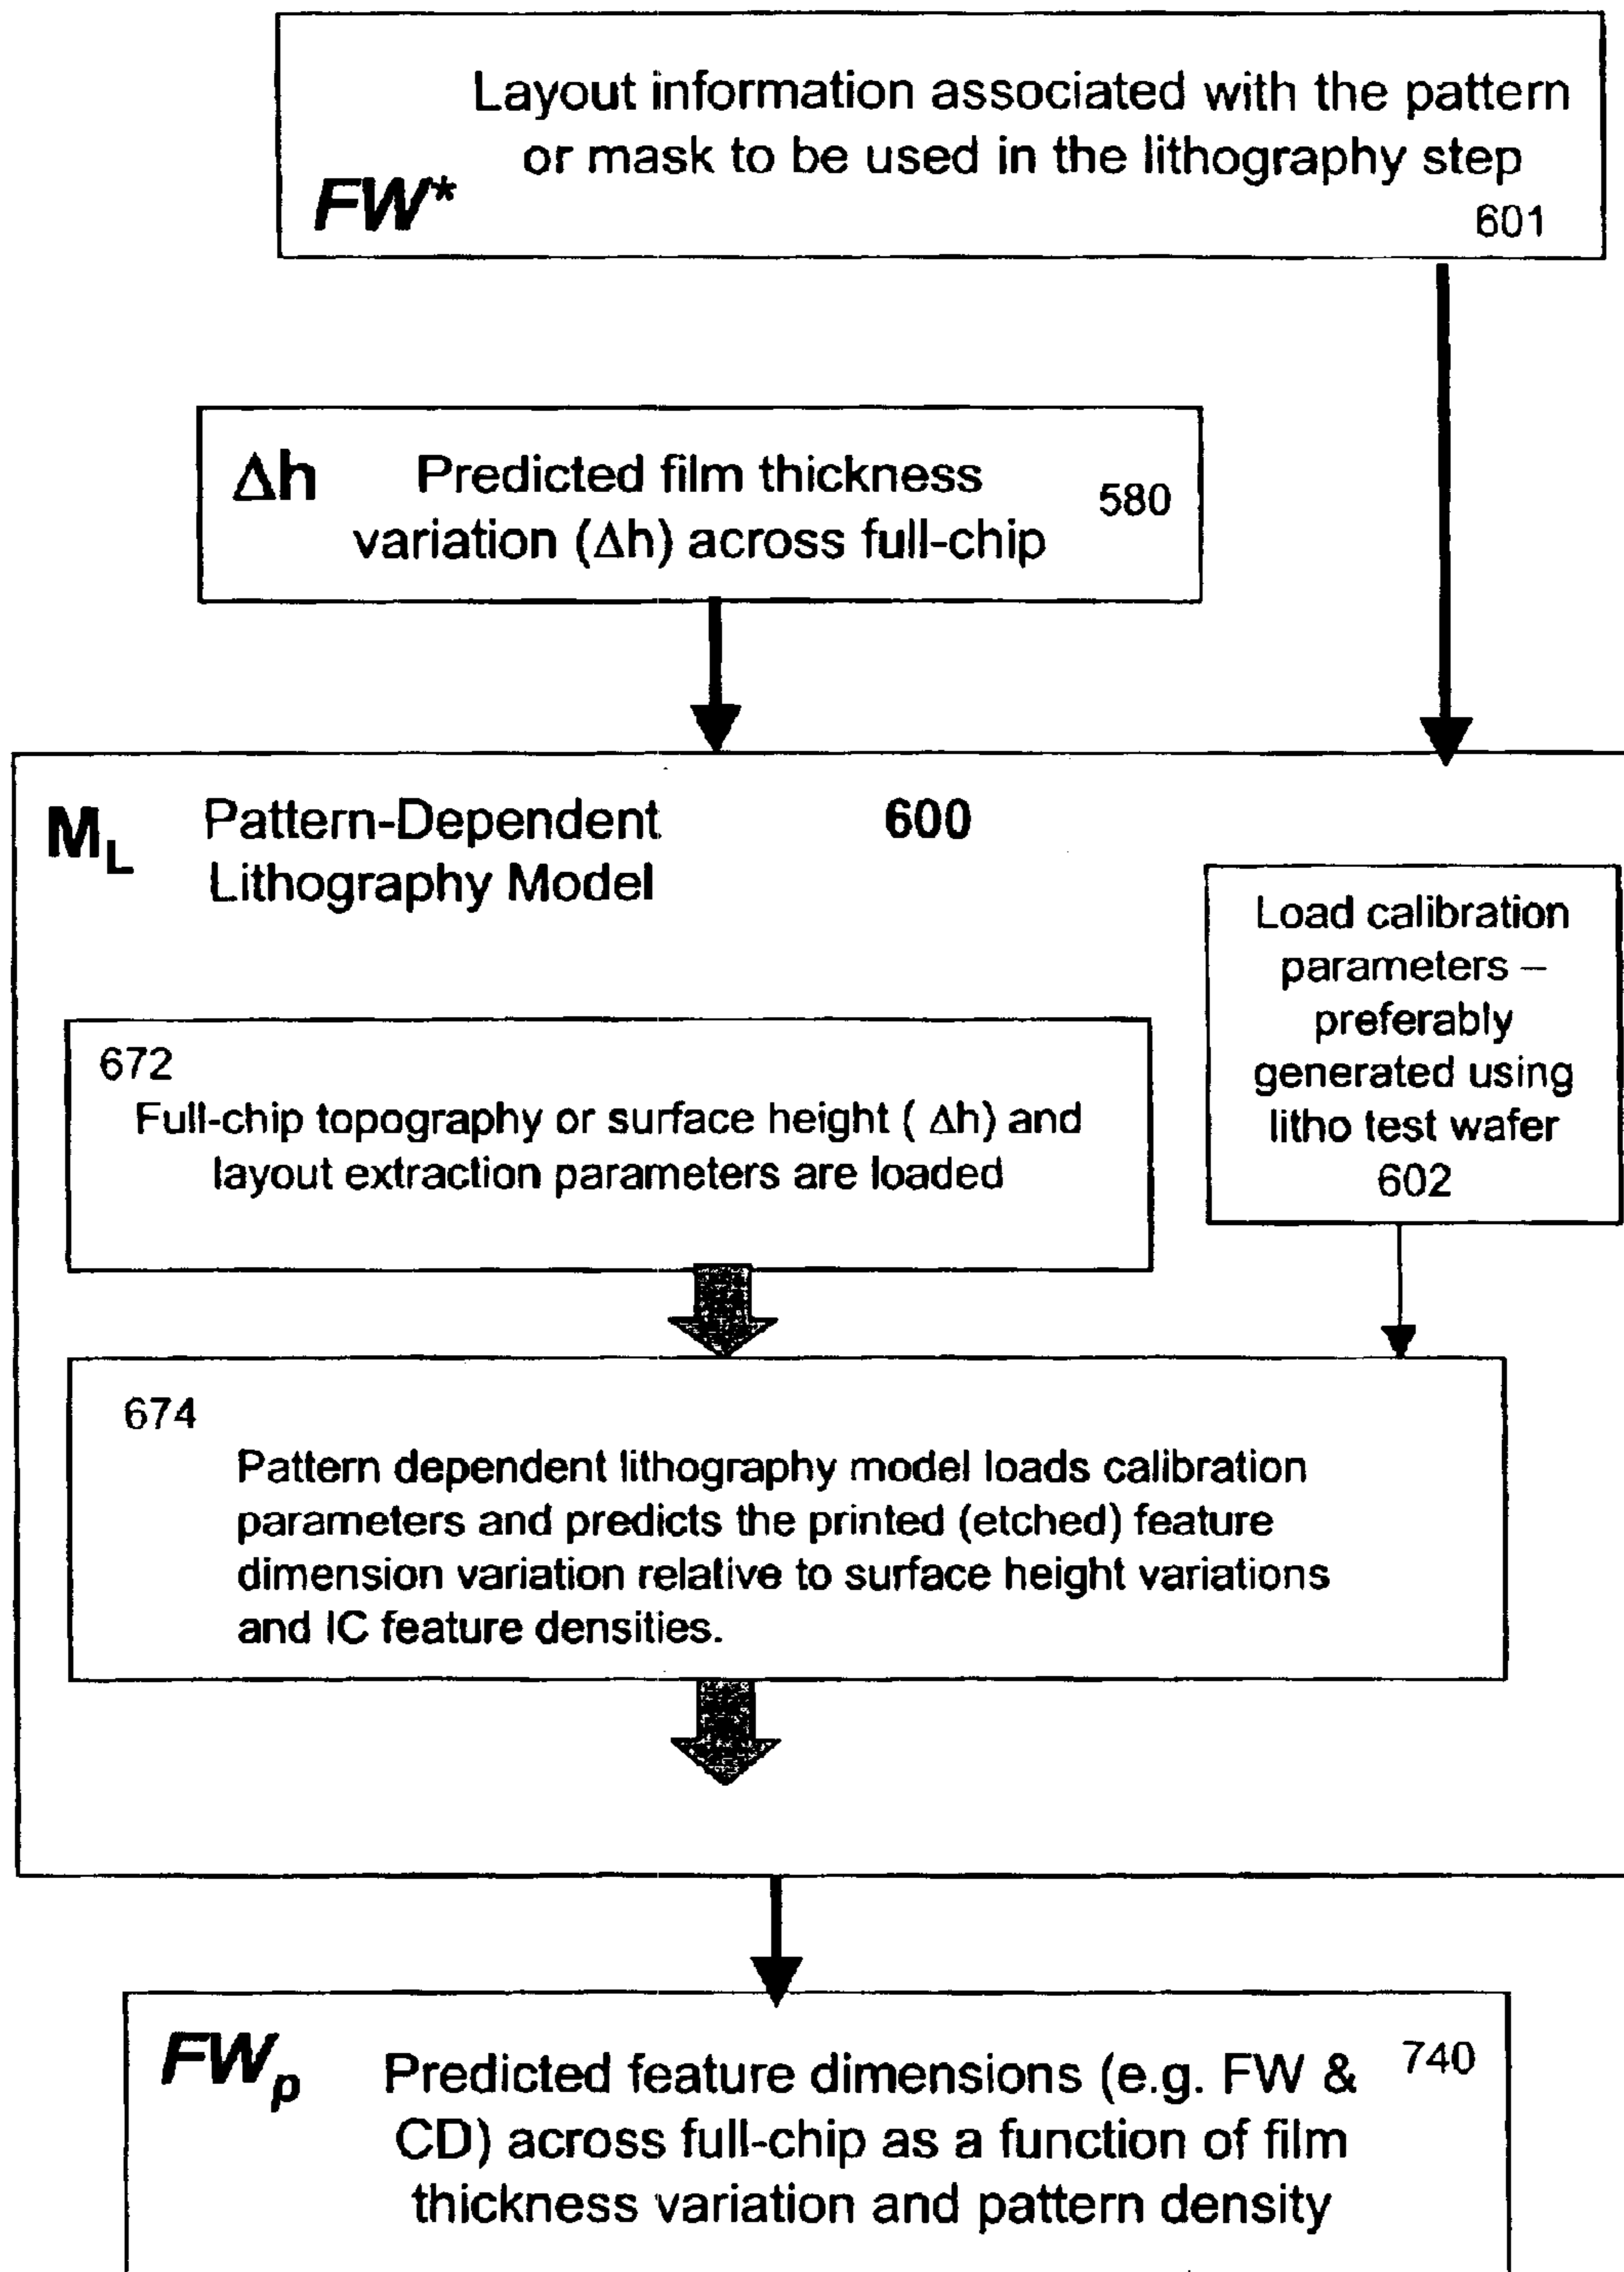 Layout information associated with the pattern
or mask to be used in the lithography step
FW*
601
Δh Predicted film thickness
variation (Δh) across full-chip
580
M_L Pattern-Dependent 600
Lithography Model
Load calibration
parameters –
preferably
generated using
litho test wafer
602
672
Full-chip topography or surface height ( Δh) and
layout extraction parameters are loaded
674
Pattern dependent lithography model loads calibration
parameters and predicts the printed (etched) feature
dimension variation relative to surface height variations
and IC feature densities.
FW_p Predicted feature dimensions (e.g. FW & 740
CD) across full-chip as a function of film
thickness variation and pattern density